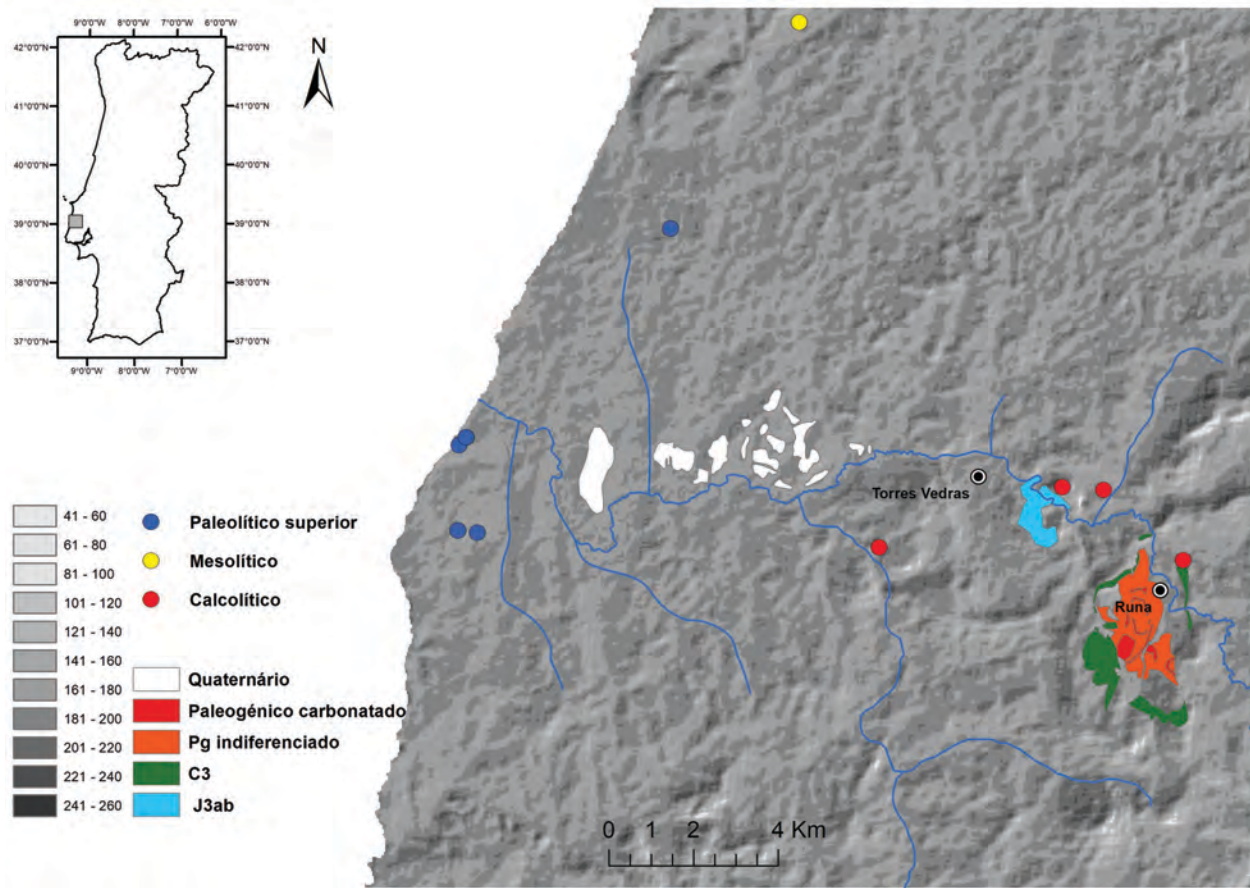 9°0'0"W 8°0'0"W 7°0'0"W 6°0'0"W
42°0'0"N 42°0'0"N
41°0'0"N 41°0'0"N
40°0'0"N 40°0'0"N
39°0'0"N 39°0'0"N
38°0'0"N 38°0'0"N
37°0'0"N 37°0'0"N
9°0'0"W 8°0'0"W 7°0'0"W 6°0'0"W
N
41 - 60
61 - 80
81 - 100
101 - 120
121 - 140
141 - 160
161 - 180
181 - 200
201 - 220
221 - 240
241 - 260
Paleolítico superior
Mesolítico
Calcolítico
Quaternário
Paleogénico carbonatado
Pg indiferenciado
C3
J3ab
Torres Vedras
Runa
0 1 2 4 Km